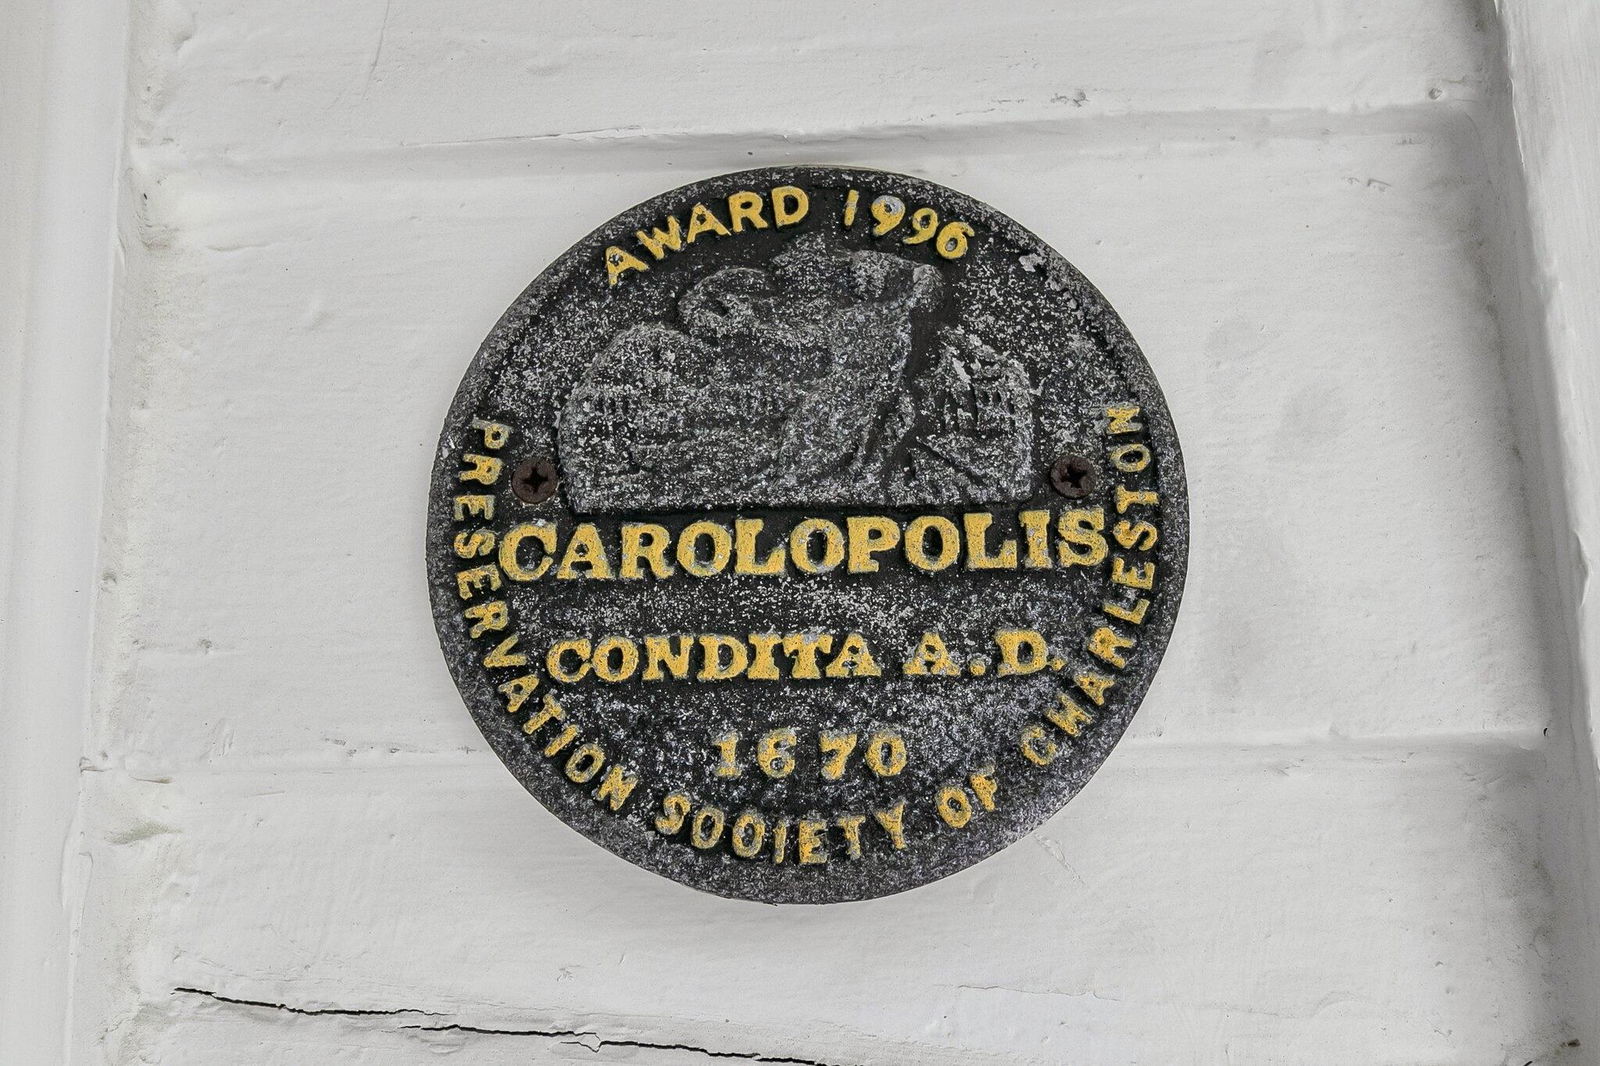 AWARD 1996
CAROLOPOLIS
CONDITA A.D.
1670
PRESERVATION SOCIETY OF CHARLESTON